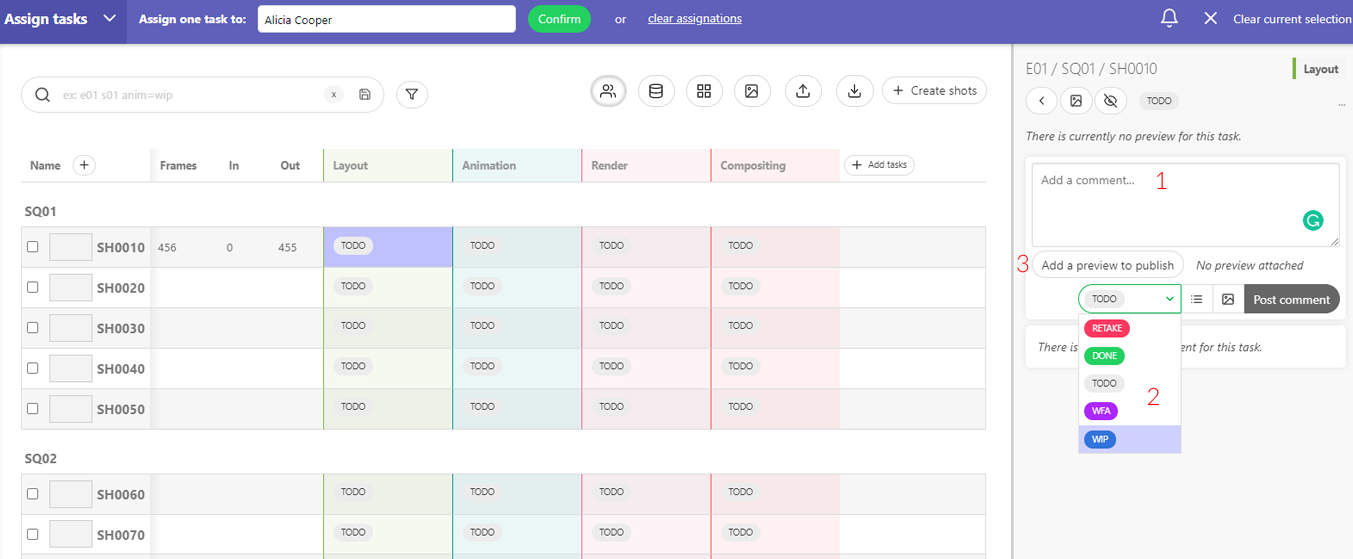 Assign tasks Assign one task to: Alicia Cooper Confirm or clear assignations Clear current selection
ex: e01 s01 anim=wip x Create shots
Name Frames In Out Layout Animation Render Compositing Add tasks
SQ01
SH0010 456 0 455 TODO TODO TODO TODO
SH0020 TODO TODO TODO TODO
SH0030 TODO TODO TODO TODO
SH0040 TODO TODO TODO TODO
SH0050 TODO TODO TODO TODO
SQ02
SH0060 TODO TODO TODO TODO
SH0070 TODO TODO TODO TODO
E01 / SQ01 / SH0010 Layout
TODO ...
There is currently no preview for this task.
Add a comment... 1
3 Add a preview to publish No preview attached
TODO Post comment
RETAKE
There is ent for this task.
DONE
TODO
2
WFA
WIP